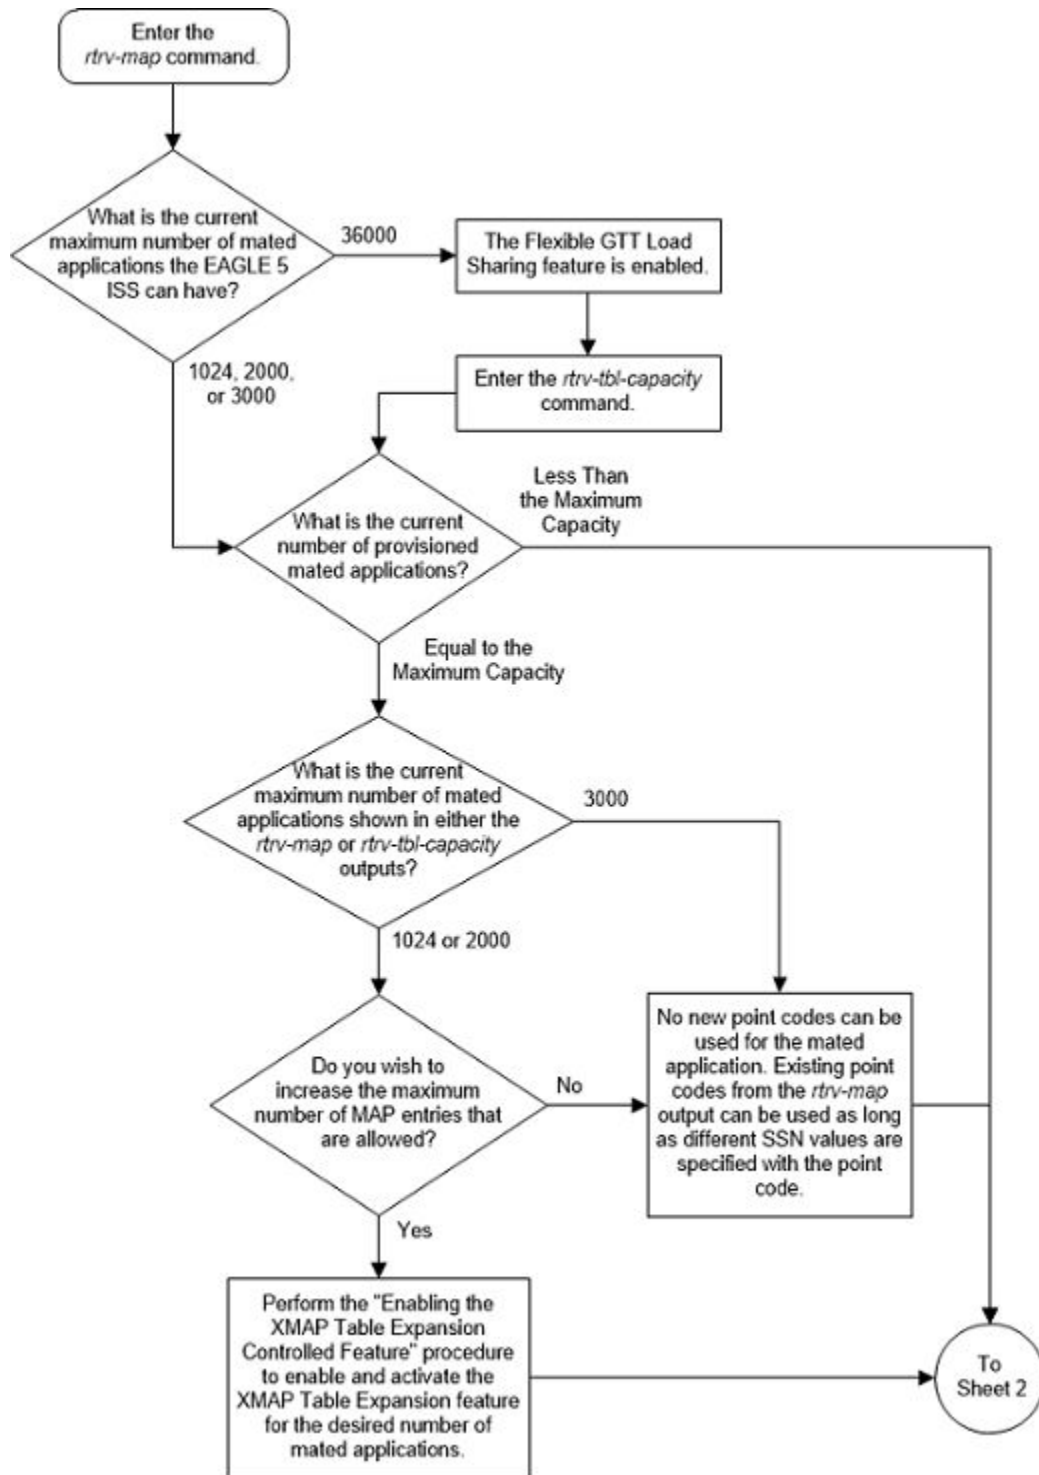 Enter the
rtrv-map command.
What is the current
maximum number of mated
applications the EAGLE 5
ISS can have?
36000
The Flexible GTT Load
Sharing feature is enabled.
1024, 2000,
or 3000
Enter the rtrv-tbl-capacity
command.
Less Than
the Maximum
Capacity
What is the current
number of provisioned
mated applications?
Equal to the
Maximum Capacity
What is the current
maximum number of mated
applications shown in either the
rtrv-map or rtrv-tbl-capacity
outputs?
3000
1024 or 2000
Do you wish to
increase the maximum
number of MAP entries that
are allowed?
No
No new point codes can be
used for the mated
application. Existing point
codes from the rtrv-map
output can be used as long
as different SSN values are
specified with the point
code.
Yes
Perform the "Enabling the
XMAP Table Expansion
Controlled Feature" procedure
to enable and activate the
XMAP Table Expansion feature
for the desired number of
mated applications.
To
Sheet 2